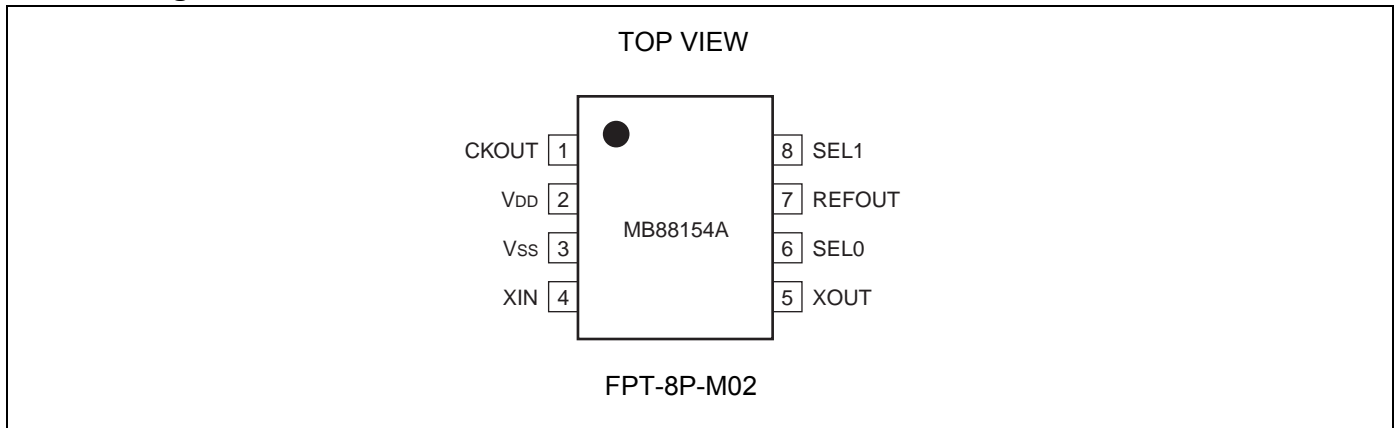 TOP VIEW
CKOUT 1
VDD 2
VSS 3
XIN 4
MB88154A
8 SEL1
7 REFOUT
6 SEL0
5 XOUT
FPT-8P-M02